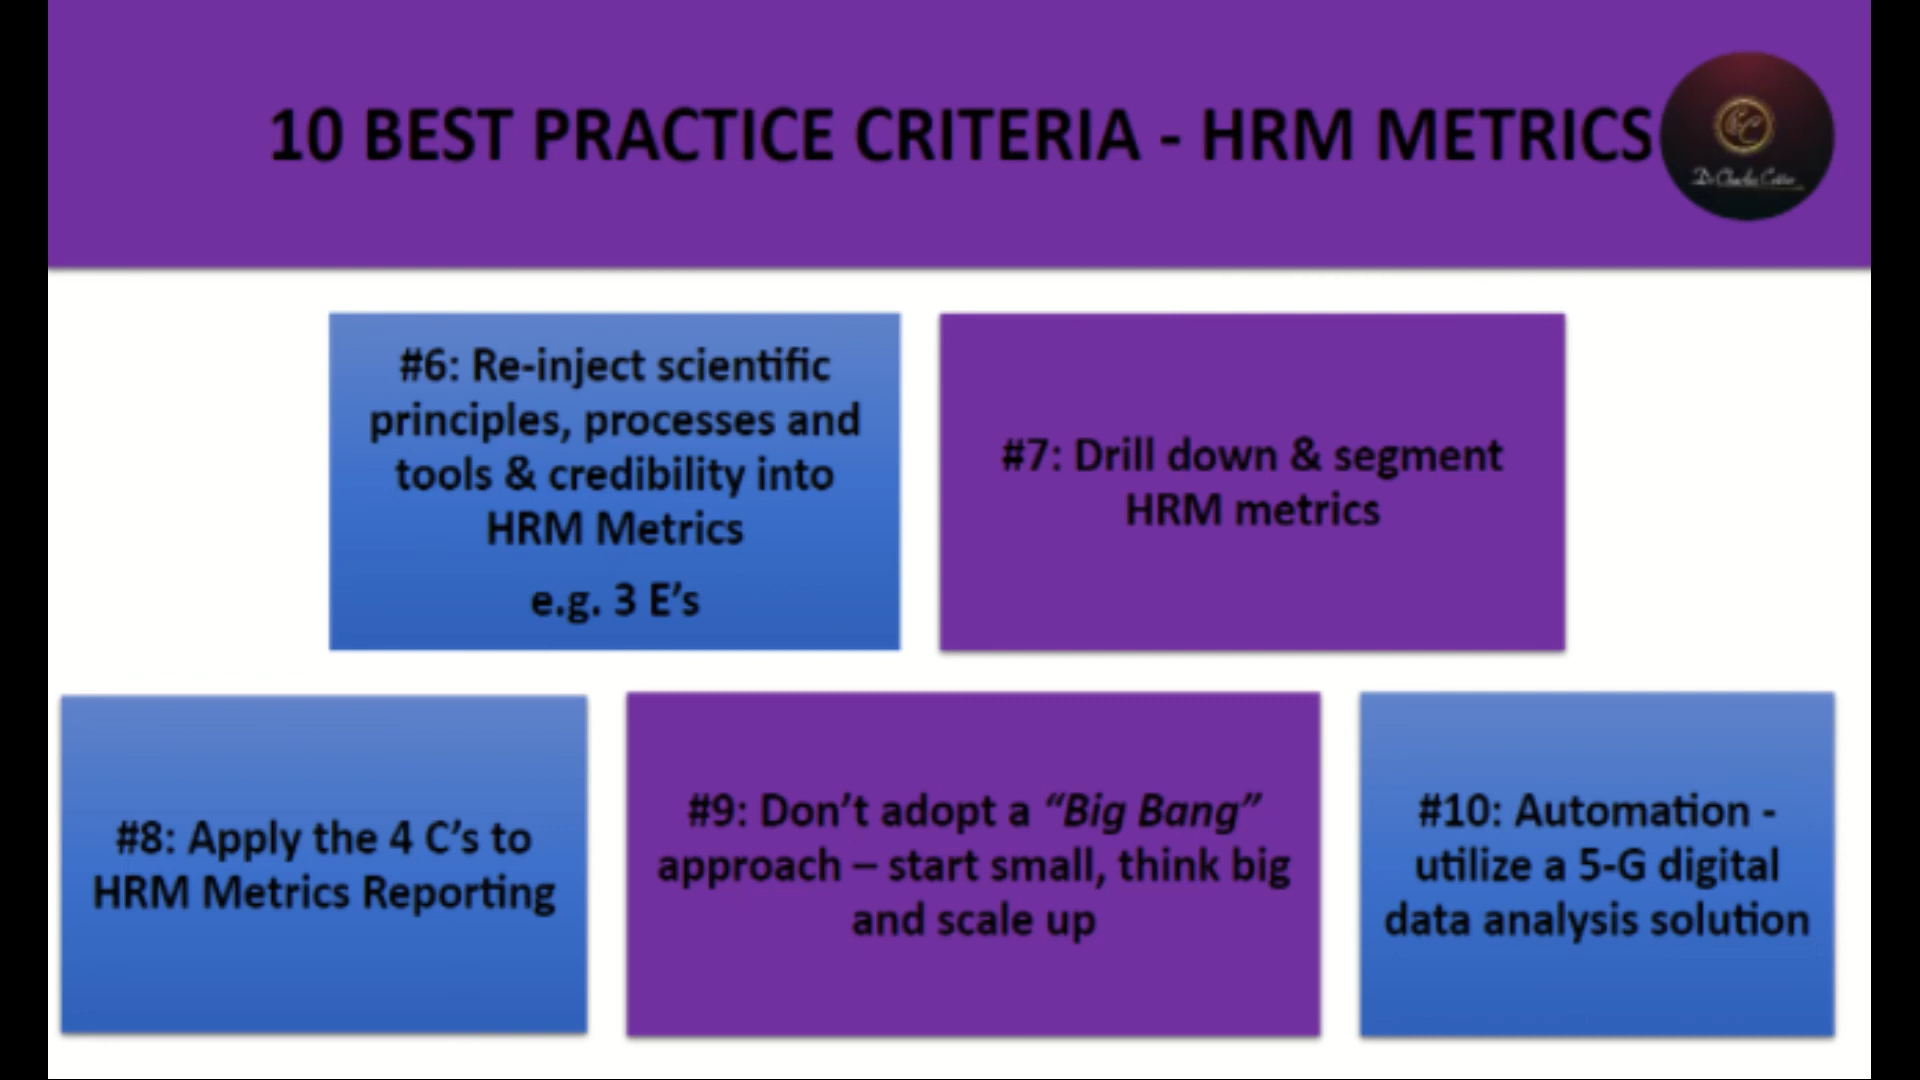 10 BEST PRACTICE CRITERIA - HRM METRICS
#6: Re-inject scientific
principles, processes and
tools & credibility into
HRM Metrics
e.g. 3 E’s
#7: Drill down & segment
HRM metrics
#8: Apply the 4 C’s to
HRM Metrics Reporting
#9: Don’t adopt a “Big Bang”
approach – start small, think big
and scale up
#10: Automation -
utilize a 5-G digital
data analysis solution